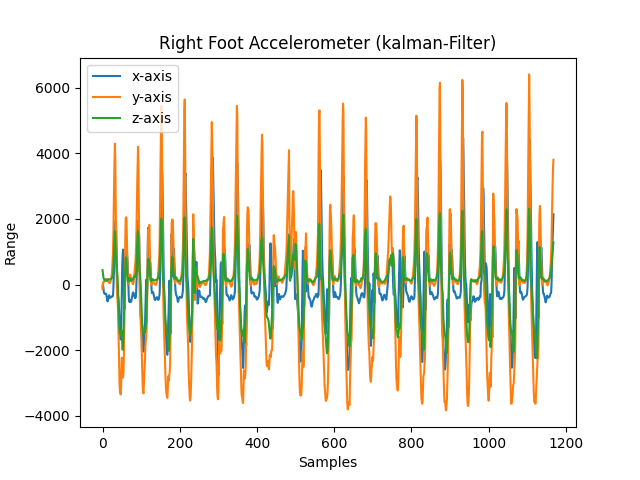 Right Foot Accelerometer (kalman-Filter)
x-axis
y-axis
z-axis
6000
4000
2000
0
−2000
−4000
Range
0 200 400 600 800 1000 1200
Samples